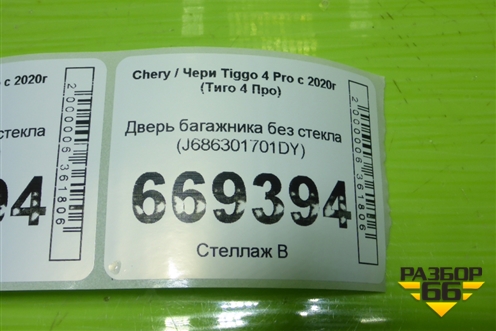 с 2020г
стекла
94
2000006361806
Chery / Чери Tiggo 4 Pro с 2020г
(Тиго 4 Про)
Дверь багажника без стекла
(J686301701DY)
669394
Стеллаж В
2000006361806
РАЗБОР
66